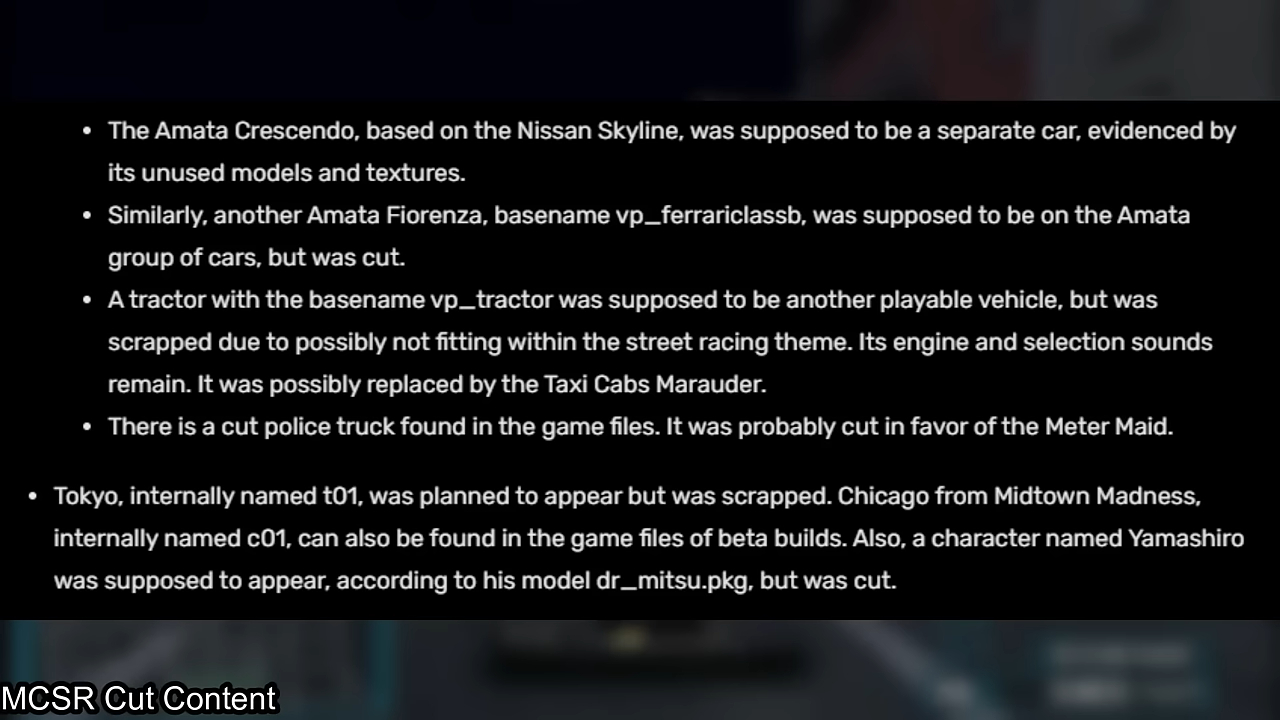 • The Amata Crescendo, based on the Nissan Skyline, was supposed to be a separate car, evidenced by
its unused models and textures.
• Similarly, another Amata Fiorenza, basename vp_ferrariclassb, was supposed to be on the Amata
group of cars, but was cut.
• A tractor with the basename vp_tractor was supposed to be another playable vehicle, but was
scrapped due to possibly not fitting within the street racing theme. Its engine and selection sounds
remain. It was possibly replaced by the Taxi Cabs Marauder.
• There is a cut police truck found in the game files. It was probably cut in favor of the Meter Maid.
• Tokyo, internally named t01, was planned to appear but was scrapped. Chicago from Midtown Madness,
internally named c01, can also be found in the game files of beta builds. Also, a character named Yamashiro
was supposed to appear, according to his model dr_mitsu.pkg, but was cut.
MCSR Cut Content